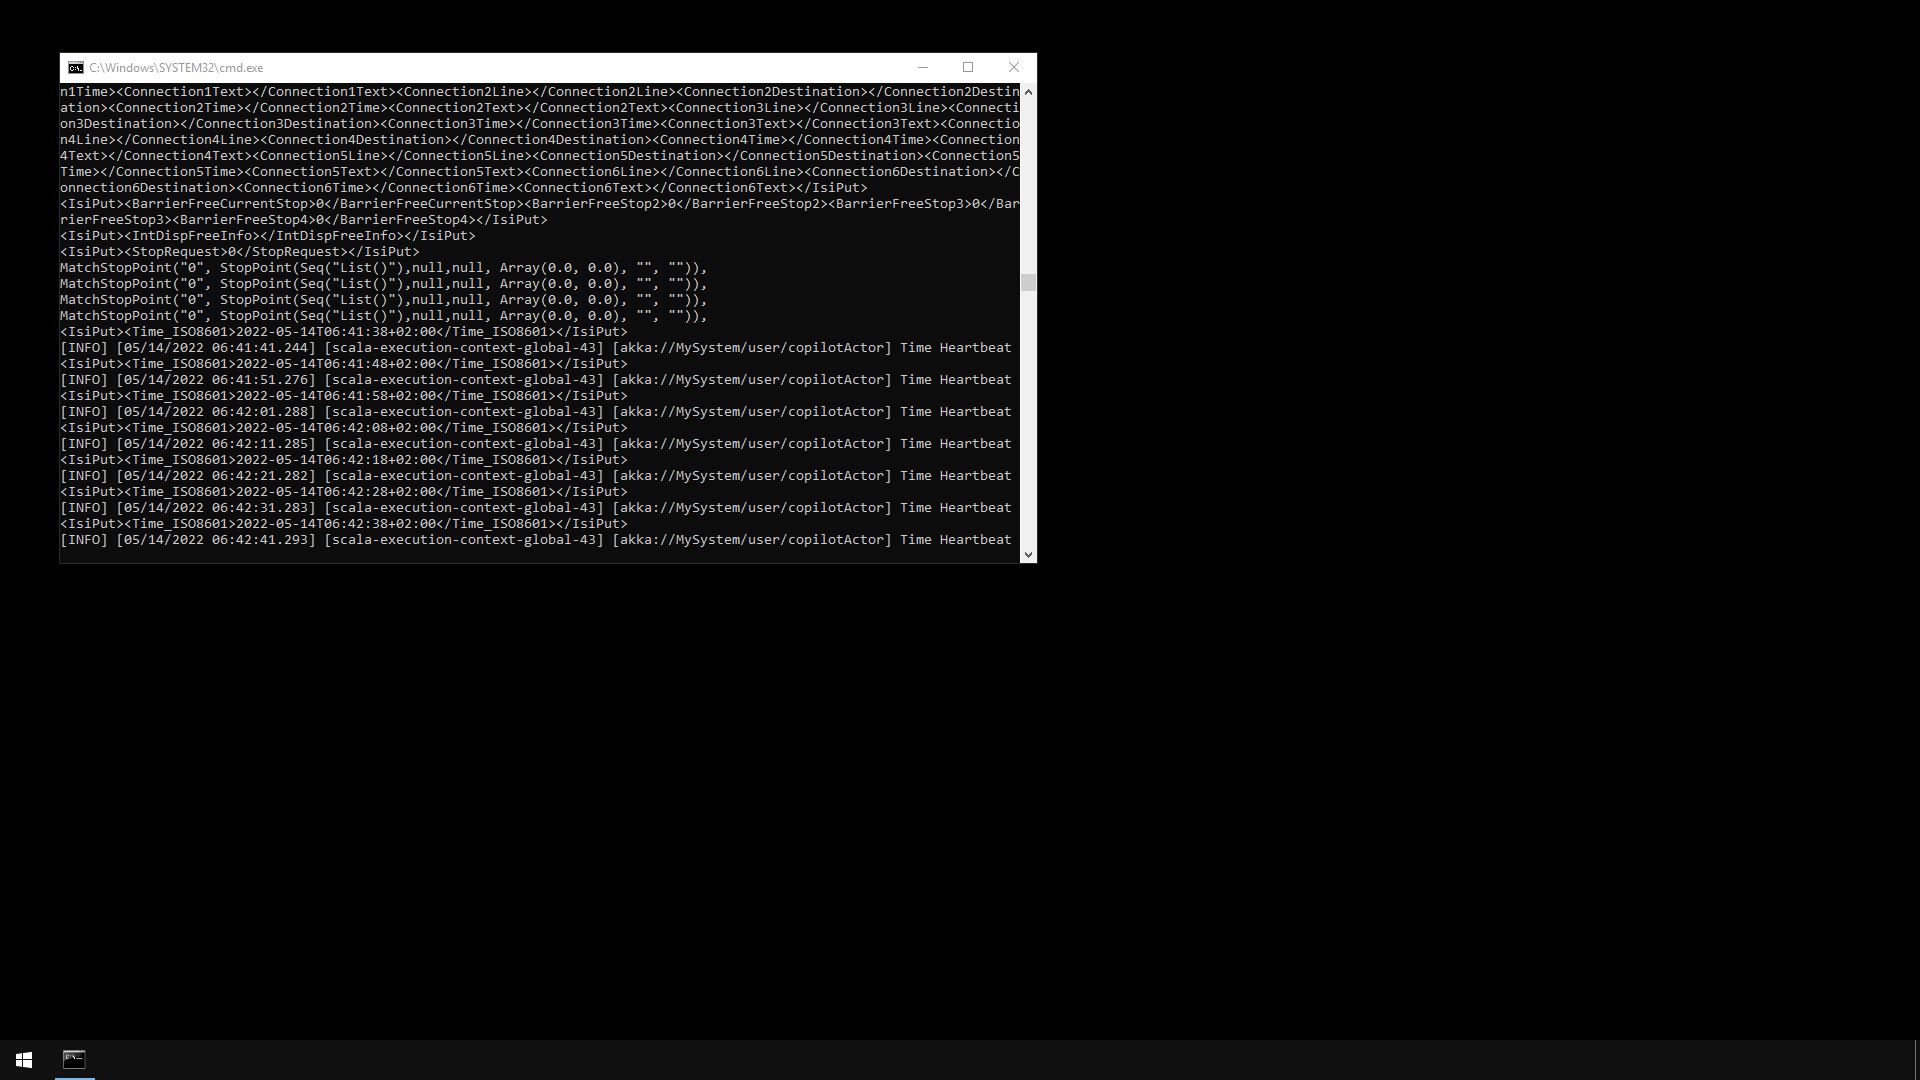 C:\Windows\SYSTEM32\cmd.exe
n1Time><Connection1Text></Connection1Text><Connection2Line></Connection2Line><Connection2Destination></Connection2Destin
ation><Connection2Time></Connection2Time><Connection2Text></Connection2Text><Connection3Line></Connection3Line><Connecti
on3Destination></Connection3Destination><Connection3Time></Connection3Time><Connection3Text></Connection3Text><Connectio
n4Line></Connection4Line><Connection4Destination></Connection4Destination><Connection4Time></Connection4Time><Connection
4Text></Connection4Text><Connection5Line></Connection5Line><Connection5Destination></Connection5Destination><Connection5
Time></Connection5Time><Connection5Text></Connection5Text><Connection6Line></Connection6Line><Connection6Destination></C
onnection6Destination><Connection6Time></Connection6Time><Connection6Text></Connection6Text></IsiPut>
<IsiPut><BarrierFreeCurrentStop>0</BarrierFreeCurrentStop><BarrierFreeStop2>0</BarrierFreeStop2><BarrierFreeStop3>0</Bar
rierFreeStop3><BarrierFreeStop4>0</BarrierFreeStop4></IsiPut>
<IsiPut><IntDispFreeInfo></IntDispFreeInfo></IsiPut>
<IsiPut><StopRequest>0</StopRequest></IsiPut>
MatchStopPoint("0", StopPoint(Seq("List()"),null,null, Array(0.0, 0.0), "", "")),
MatchStopPoint("0", StopPoint(Seq("List()"),null,null, Array(0.0, 0.0), "", "")),
MatchStopPoint("0", StopPoint(Seq("List()"),null,null, Array(0.0, 0.0), "", "")),
MatchStopPoint("0", StopPoint(Seq("List()"),null,null, Array(0.0, 0.0), "", "")),
<IsiPut><Time_ISO8601>2022-05-14T06:41:38+02:00</Time_ISO8601></IsiPut>
[INFO] [05/14/2022 06:41:41.244] [scala-execution-context-global-43] [akka://MySystem/user/copilotActor] Time Heartbeat
<IsiPut><Time_ISO8601>2022-05-14T06:41:48+02:00</Time_ISO8601></IsiPut>
[INFO] [05/14/2022 06:41:51.276] [scala-execution-context-global-43] [akka://MySystem/user/copilotActor] Time Heartbeat
<IsiPut><Time_ISO8601>2022-05-14T06:41:58+02:00</Time_ISO8601></IsiPut>
[INFO] [05/14/2022 06:42:01.288] [scala-execution-context-global-43] [akka://MySystem/user/copilotActor] Time Heartbeat
<IsiPut><Time_ISO8601>2022-05-14T06:42:08+02:00</Time_ISO8601></IsiPut>
[INFO] [05/14/2022 06:42:11.285] [scala-execution-context-global-43] [akka://MySystem/user/copilotActor] Time Heartbeat
<IsiPut><Time_ISO8601>2022-05-14T06:42:18+02:00</Time_ISO8601></IsiPut>
[INFO] [05/14/2022 06:42:21.282] [scala-execution-context-global-43] [akka://MySystem/user/copilotActor] Time Heartbeat
<IsiPut><Time_ISO8601>2022-05-14T06:42:28+02:00</Time_ISO8601></IsiPut>
[INFO] [05/14/2022 06:42:31.283] [scala-execution-context-global-43] [akka://MySystem/user/copilotActor] Time Heartbeat
<IsiPut><Time_ISO8601>2022-05-14T06:42:38+02:00</Time_ISO8601></IsiPut>
[INFO] [05/14/2022 06:42:41.293] [scala-execution-context-global-43] [akka://MySystem/user/copilotActor] Time Heartbeat